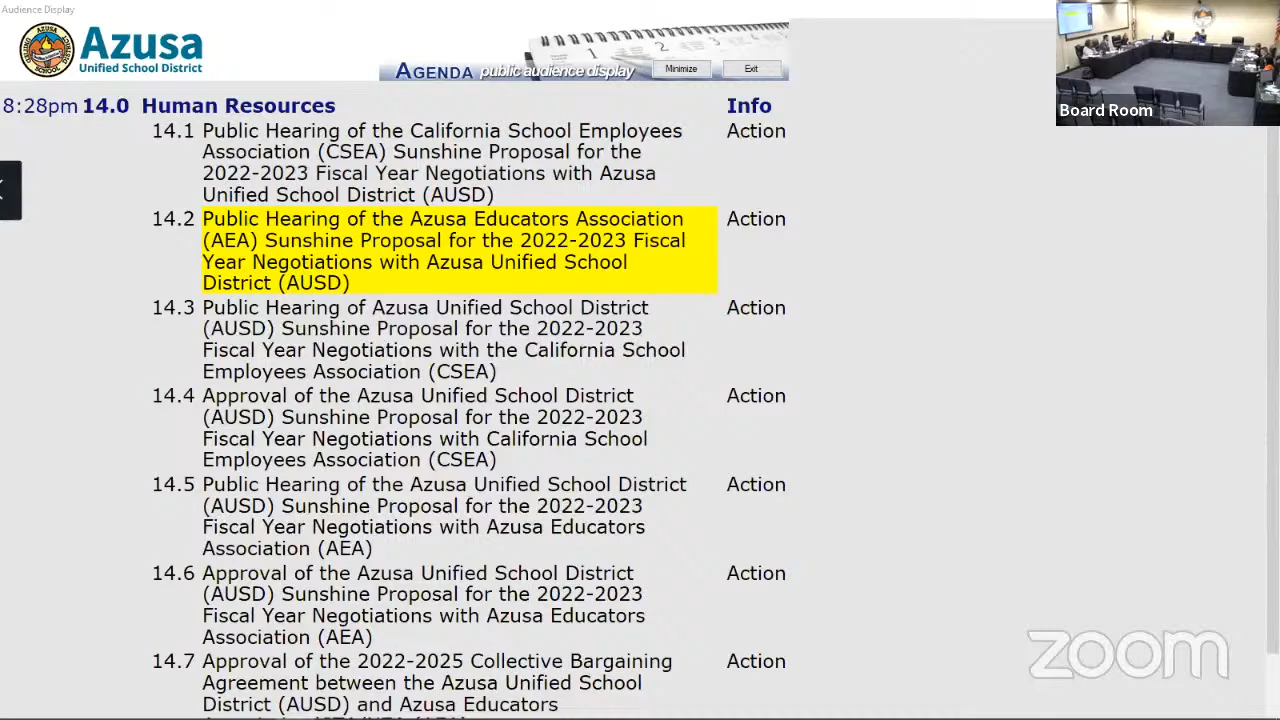 Audience Display
Azusa
Unified School District
AGENDA public audience display
Minimize
Exit
1 2 3
Board Room
8:28pm 14.0 Human Resources Info
14.1 Public Hearing of the California School Employees Action
Association (CSEA) Sunshine Proposal for the
2022-2023 Fiscal Year Negotiations with Azusa
Unified School District (AUSD)
14.2 Public Hearing of the Azusa Educators Association Action
(AEA) Sunshine Proposal for the 2022-2023 Fiscal
Year Negotiations with Azusa Unified School
District (AUSD)
14.3 Public Hearing of Azusa Unified School District Action
(AUSD) Sunshine Proposal for the 2022-2023
Fiscal Year Negotiations with the California School
Employees Association (CSEA)
14.4 Approval of the Azusa Unified School District Action
(AUSD) Sunshine Proposal for the 2022-2023
Fiscal Year Negotiations with California School
Employees Association (CSEA)
14.5 Public Hearing of the Azusa Unified School District Action
(AUSD) Sunshine Proposal for the 2022-2023
Fiscal Year Negotiations with Azusa Educators
Association (AEA)
14.6 Approval of the Azusa Unified School District Action
(AUSD) Sunshine Proposal for the 2022-2023
Fiscal Year Negotiations with Azusa Educators
Association (AEA)
14.7 Approval of the 2022-2025 Collective Bargaining Action
Agreement between the Azusa Unified School
District (AUSD) and Azusa Educators
zoom